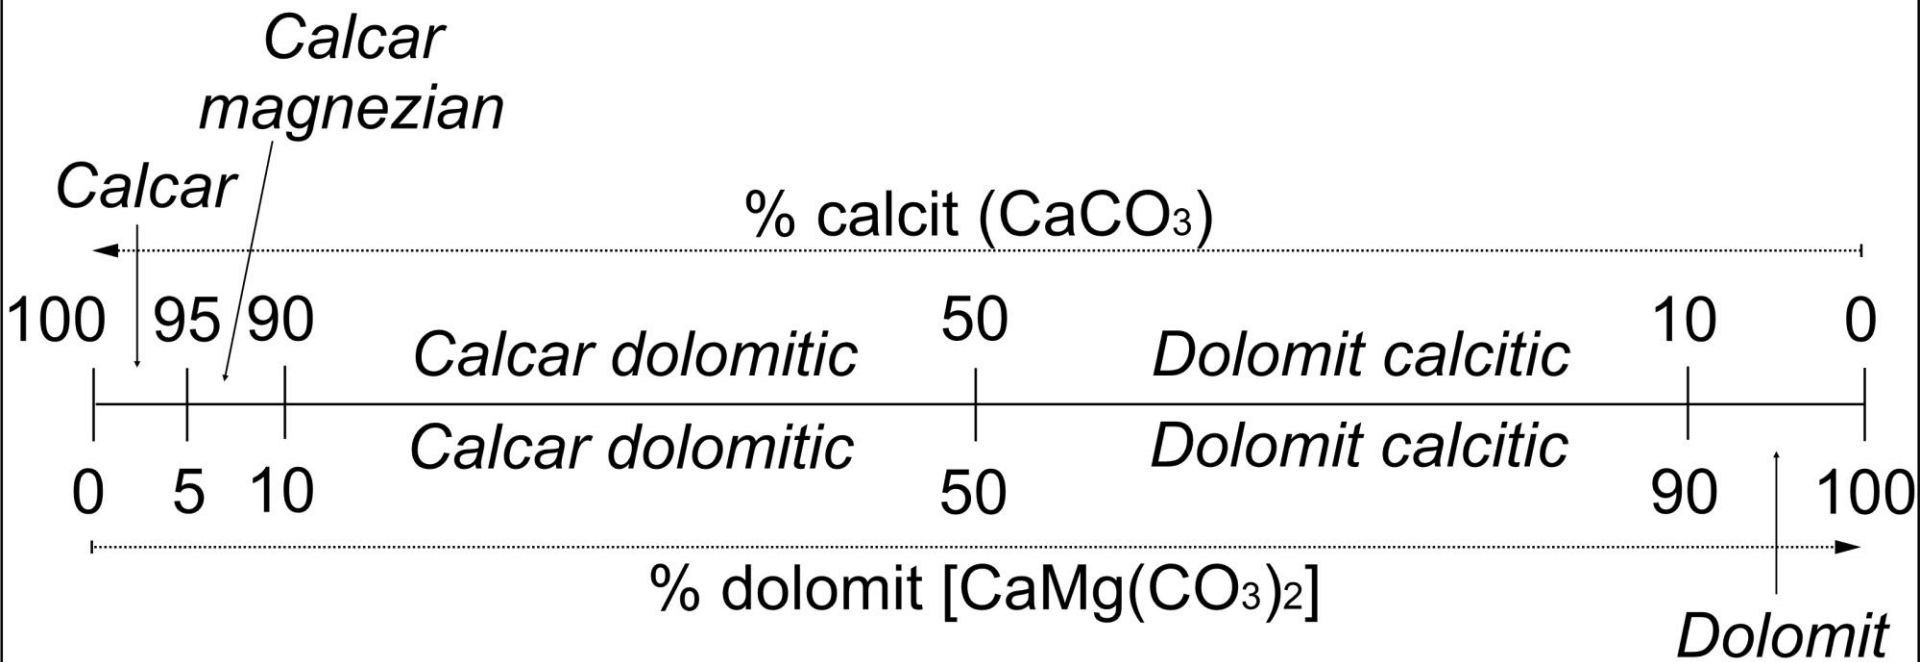 Calcar
magnezian
Calcar
% calcit (CaCO₃)
100 95 90 50 10 0
Calcar dolomitic Dolomit calcitic
Calcar dolomitic Dolomit calcitic
0 5 10 50 90 100
% dolomit [CaMg(CO₃)₂]
Dolomit